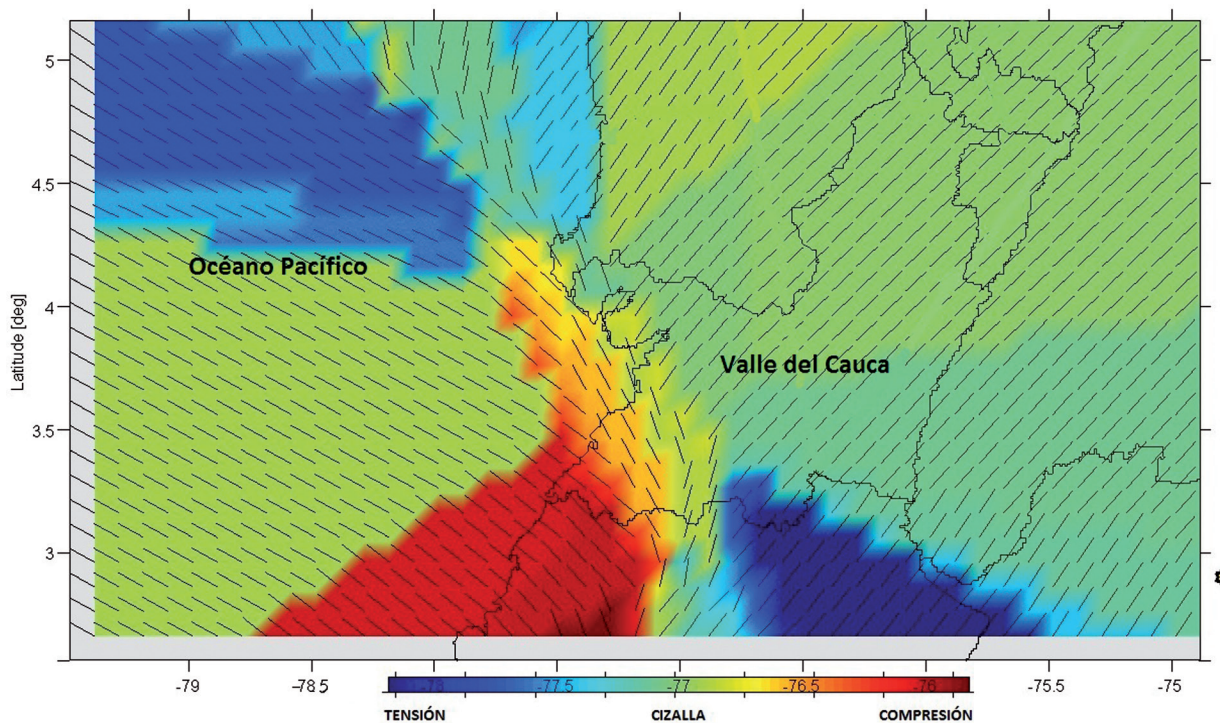 5
4.5
Océano Pacífico
4
Latitude [deg]
Valle del Cauca
3.5
3
-79
-78.5
-77.5
-77
-76.5
-76
-75.5
-75
TENSIÓN
CIZALLA
COMPRESIÓN